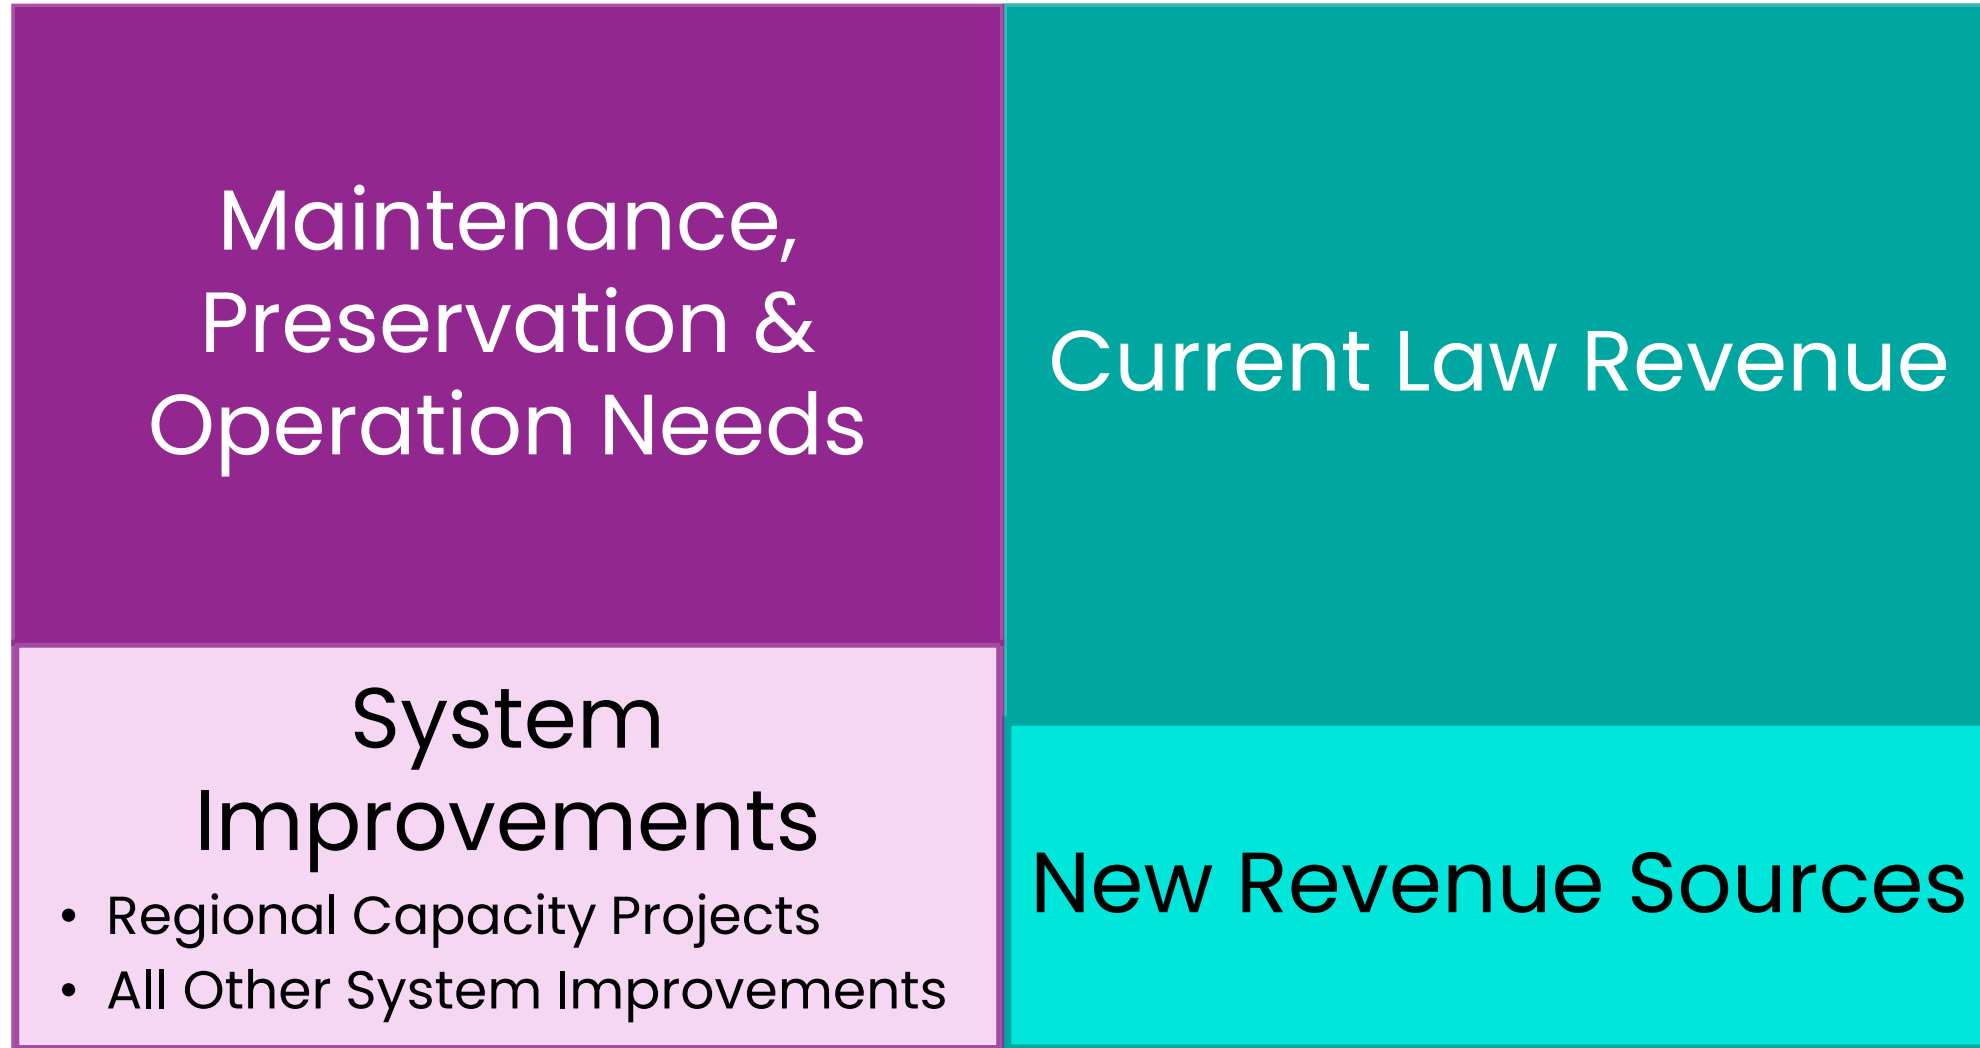 Maintenance,
Preservation &
Operation Needs
System
Improvements
• Regional Capacity Projects
• All Other System Improvements
Current Law Revenue
New Revenue Sources